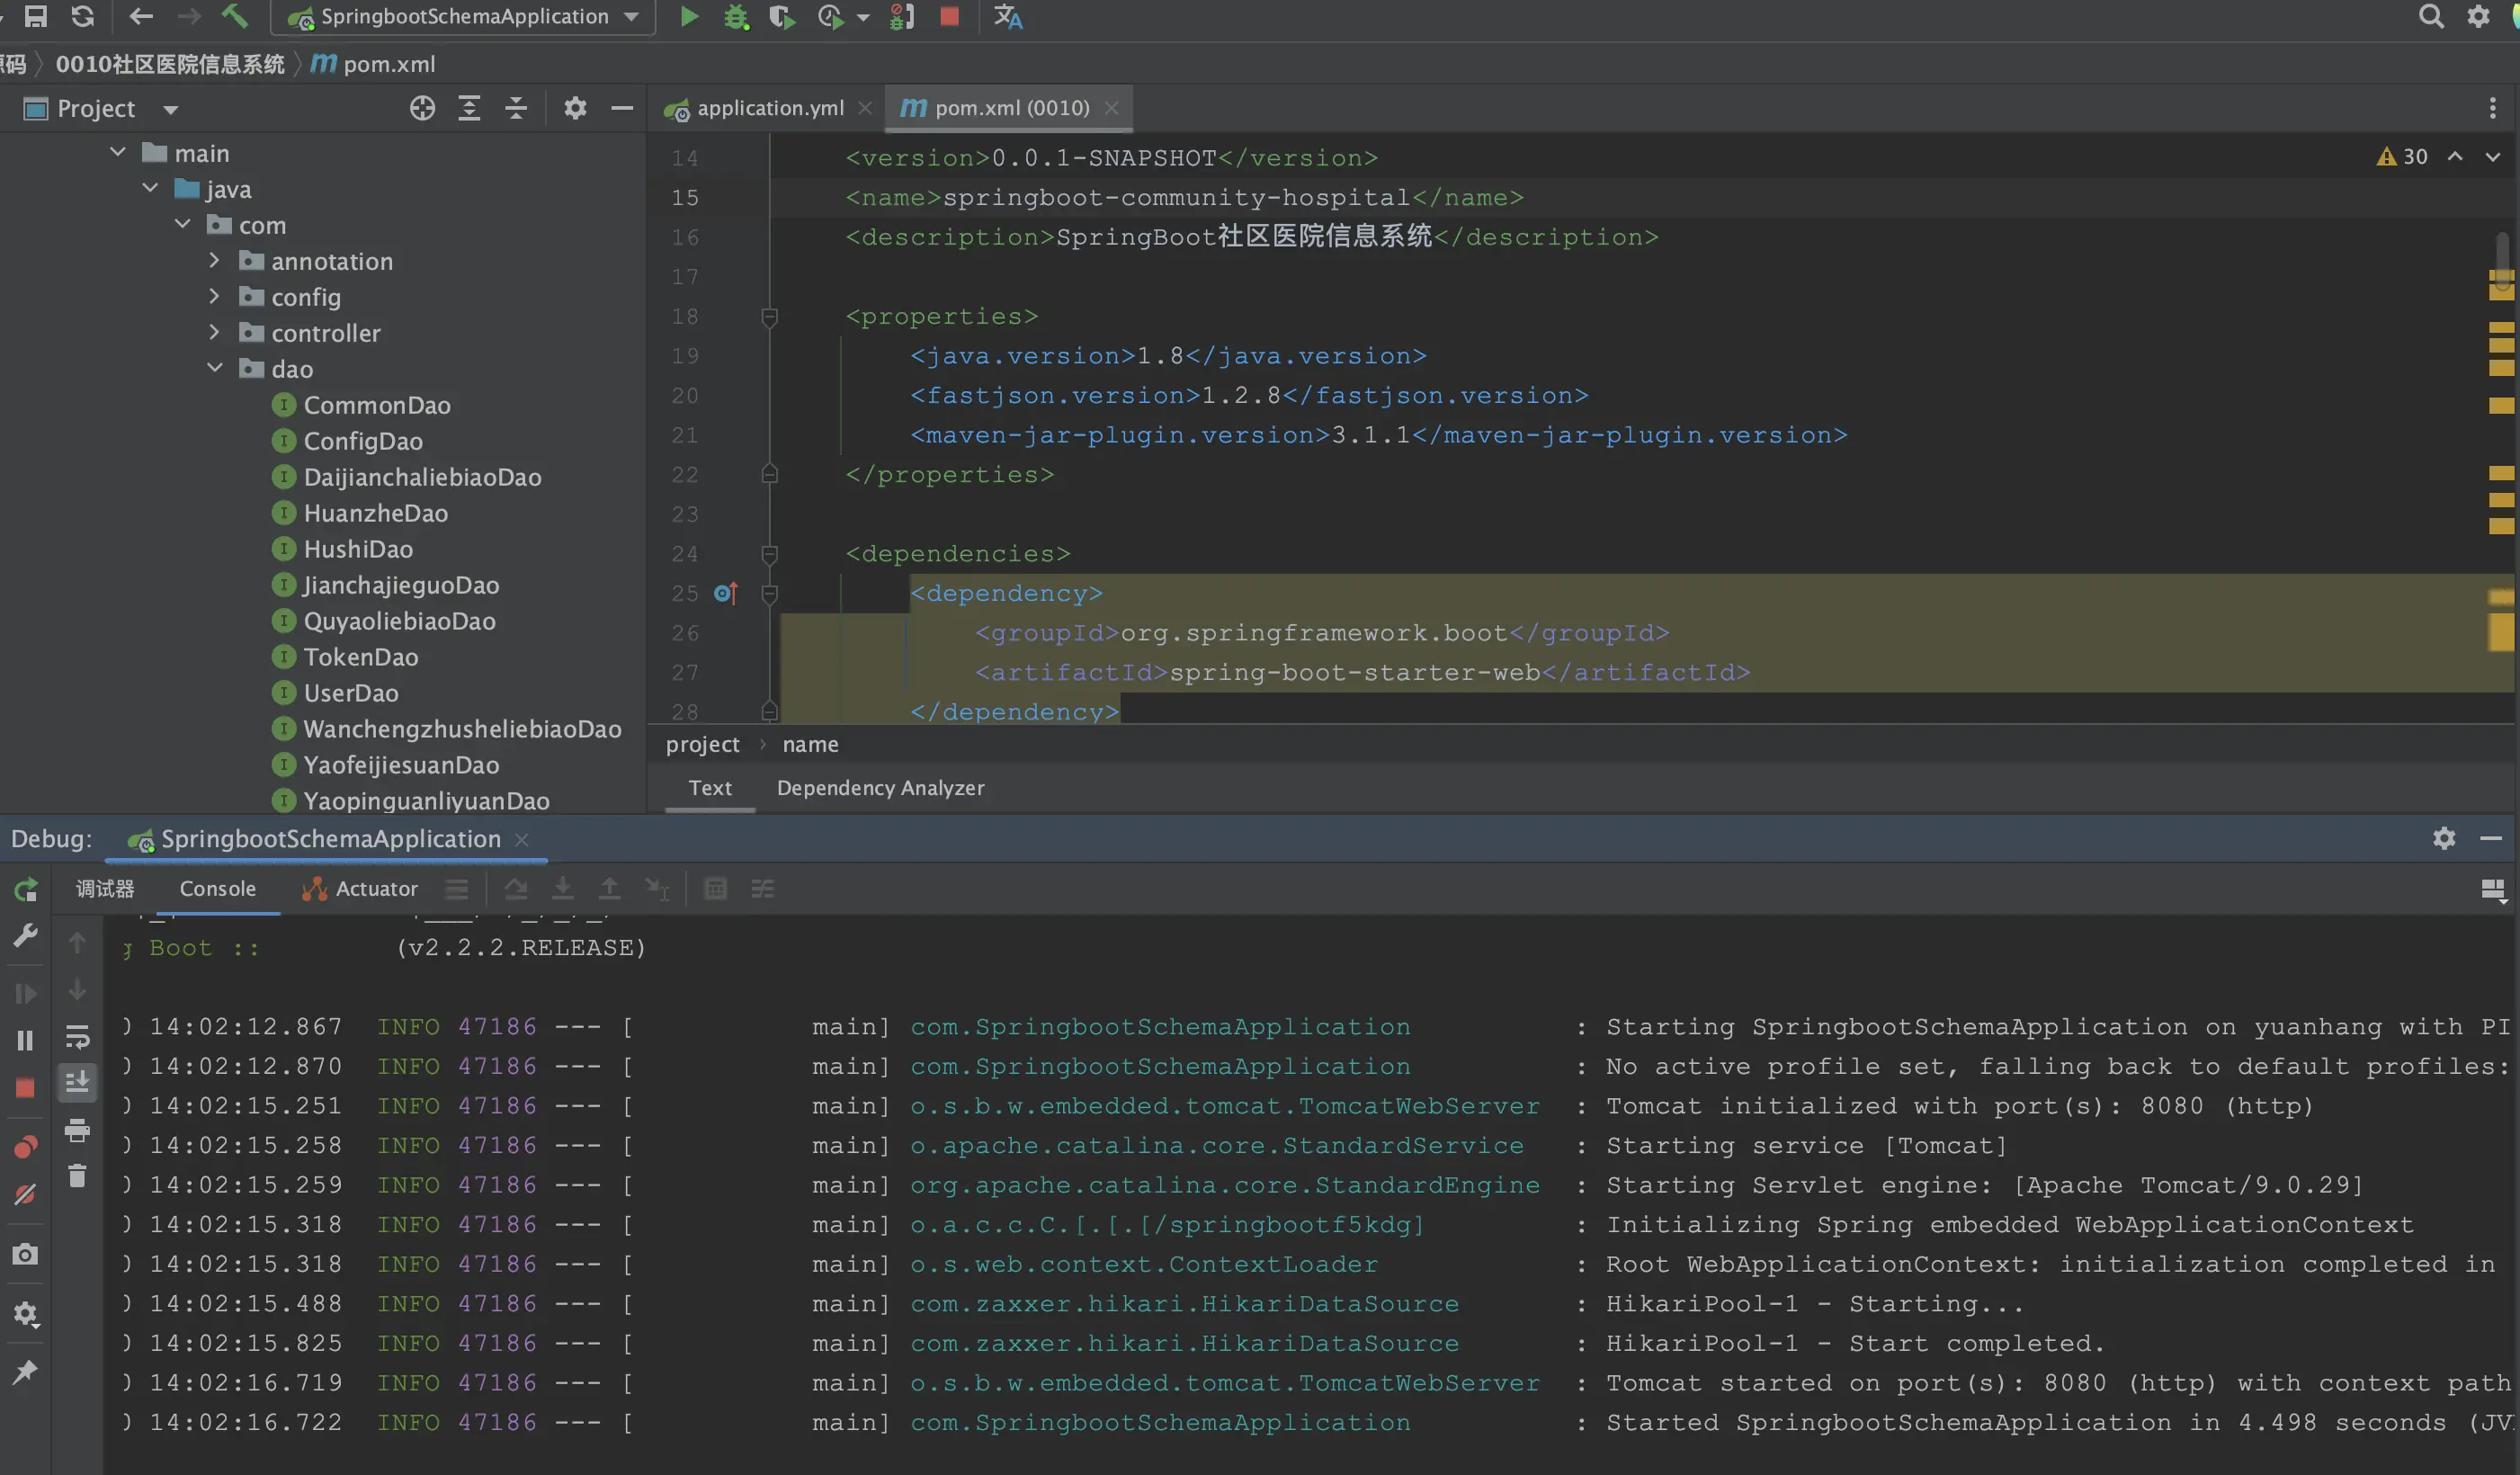 SpringbootSchemaApplication
码 〉 0010社区医院信息系统 〉 m pom.xml
Project
application.yml
m pom.xml (0010)
main
java
com
annotation
config
controller
dao
CommonDao
ConfigDao
DaijianchaliebiaoDao
HuanzheDao
HushiDao
JianchajieguoDao
QuyaoliebiaoDao
TokenDao
UserDao
WanchengzhusheliebiaoDao
YaofeijiesuanDao
YaopinguanliyuanDao
30
14 <version>0.0.1-SNAPSHOT</version>
15 <name>springboot-community-hospital</name>
16 <description>SpringBoot社区医院信息系统</description>
17
18 <properties>
19 <java.version>1.8</java.version>
20 <fastjson.version>1.2.8</fastjson.version>
21 <maven-jar-plugin.version>3.1.1</maven-jar-plugin.version>
22 </properties>
23
24 <dependencies>
25 <dependency>
26 <groupId>org.springframework.boot</groupId>
27 <artifactId>spring-boot-starter-web</artifactId>
28 </dependency>
project › name
Text Dependency Analyzer
Debug: SpringbootSchemaApplication
调试器 Console Actuator
g Boot :: (v2.2.2.RELEASE)
14:02:12.867 INFO 47186 --- [ main] com.SpringbootSchemaApplication : Starting SpringbootSchemaApplication on yuanhang with PI
14:02:12.870 INFO 47186 --- [ main] com.SpringbootSchemaApplication : No active profile set, falling back to default profiles:
14:02:15.251 INFO 47186 --- [ main] o.s.b.w.embedded.tomcat.TomcatWebServer : Tomcat initialized with port(s): 8080 (http)
14:02:15.258 INFO 47186 --- [ main] o.apache.catalina.core.StandardService : Starting service [Tomcat]
14:02:15.259 INFO 47186 --- [ main] org.apache.catalina.core.StandardEngine : Starting Servlet engine: [Apache Tomcat/9.0.29]
14:02:15.318 INFO 47186 --- [ main] o.a.c.c.C.[.[.[/springbootf5kdg] : Initializing Spring embedded WebApplicationContext
14:02:15.318 INFO 47186 --- [ main] o.s.web.context.ContextLoader : Root WebApplicationContext: initialization completed in
14:02:15.488 INFO 47186 --- [ main] com.zaxxer.hikari.HikariDataSource : HikariPool-1 - Starting...
14:02:15.825 INFO 47186 --- [ main] com.zaxxer.hikari.HikariDataSource : HikariPool-1 - Start completed.
14:02:16.719 INFO 47186 --- [ main] o.s.b.w.embedded.tomcat.TomcatWebServer : Tomcat started on port(s): 8080 (http) with context path
14:02:16.722 INFO 47186 --- [ main] com.SpringbootSchemaApplication : Started SpringbootSchemaApplication in 4.498 seconds (JV